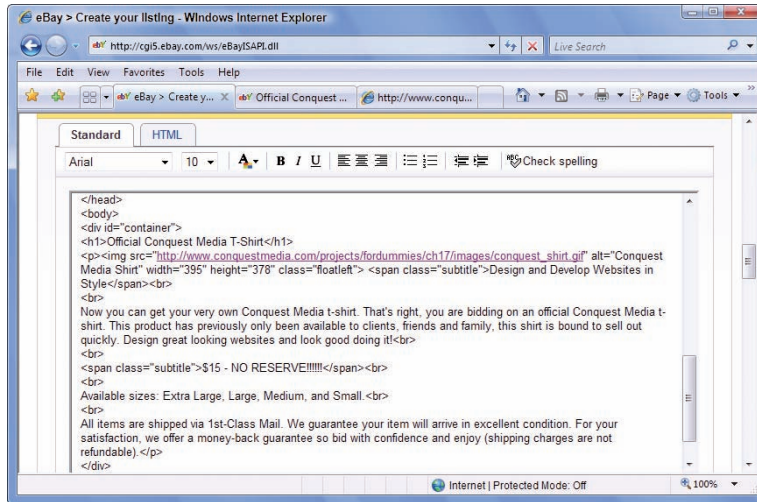 eBay > Create your listing - Windows Internet Explorer
ebY http://cgi5.ebay.com/ws/eBayISAPI.dll
Live Search
File Edit View Favorites Tools Help
ebY eBay > Create y... X ebY Official Conquest ... http://www.conqu... Page Tools »
Standard HTML
Arial 10 A B I U ABC Check spelling
</head>
<body>
<div id="container">
<h1>Official Conquest Media T-Shirt</h1>
<p><img src="http://www.conquestmedia.com/projects/fordummies/ch17/images/conquest_shirt.gif" alt="Conquest
Media Shirt" width="395" height="378" class="floatleft"> <span class="subtitle">Design and Develop Websites in
Style</span><br>
<br>
Now you can get your very own Conquest Media t-shirt. That's right, you are bidding on an official Conquest Media t-
shirt. This product has previously only been available to clients, friends and family, this shirt is bound to sell out
quickly. Design great looking websites and look good doing it!<br>
<br>
<span class="subtitle">$15 - NO RESERVE!!!!!!</span><br>
<br>
Available sizes: Extra Large, Large, Medium, and Small.<br>
<br>
All items are shipped via 1st-Class Mail. We guarantee your item will arrive in excellent condition. For your
satisfaction, we offer a money-back guarantee so bid with confidence and enjoy (shipping charges are not
refundable).</p>
</div>
Internet | Protected Mode: Off 100%